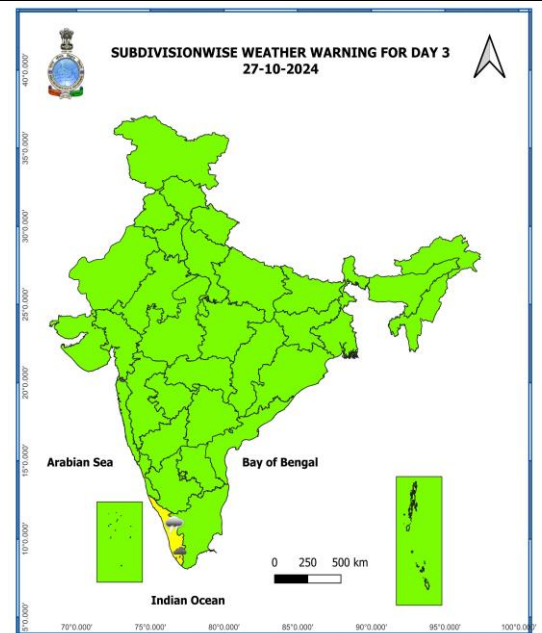 SUBDIVISIONWISE WEATHER WARNING FOR DAY 3
27-10-2024
40°0.000'
35°0.000'
30°0.000'
25°0.000'
20°0.000'
15°0.000'
10°0.000'
5°0.000'
Arabian Sea
Bay of Bengal
0 250 500 km
Indian Ocean
70°0.000' 75°0.000' 80°0.000' 85°0.000' 90°0.000' 95°0.000' 100°0.000'